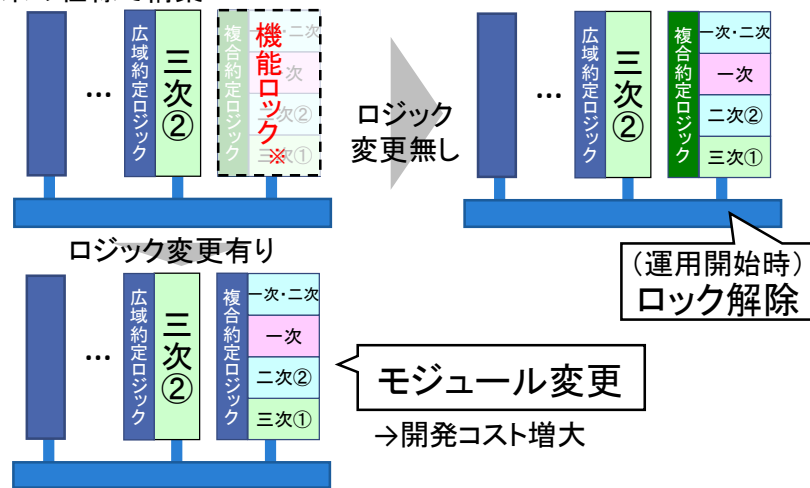 …
広域約定ロジック
三次②
複合約定ロジック
機能ロック※
一次・二次
一次
二次②
三次①
ロジック
変更無し
…
広域約定ロジック
三次②
複合約定ロジック
一次・二次
一次
二次②
三次①
(運用開始時)
ロック解除
ロジック変更有り
…
広域約定ロジック
三次②
複合約定ロジック
一次・二次
一次
二次②
三次①
モジュール変更
→開発コスト増大